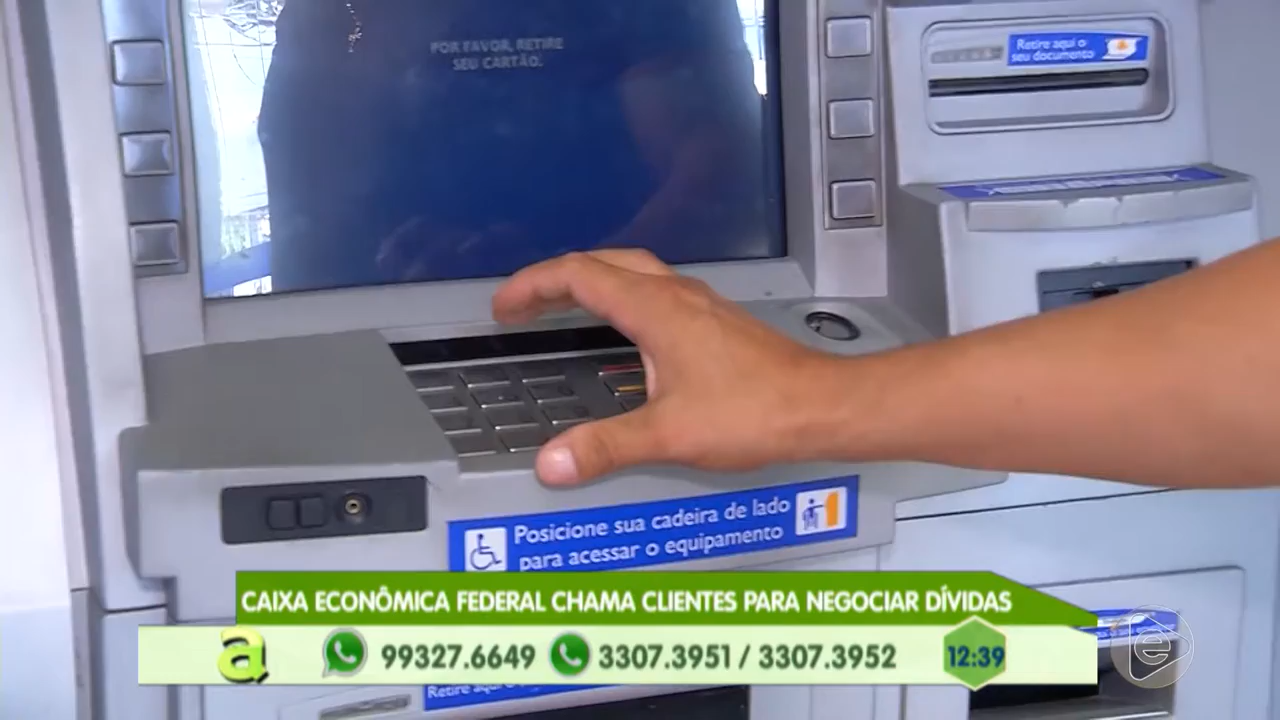 POR FAVOR, RETIRE
SEU CARTÃO.
Retire aqui o
seu documento
Posicione sua cadeira de lado
para acessar o equipamento
CAIXA ECONÔMICA FEDERAL CHAMA CLIENTES PARA NEGOCIAR DÍVIDAS
a 99327.6649 3307.3951 / 3307.3952 12:39
e
Retire aqui o